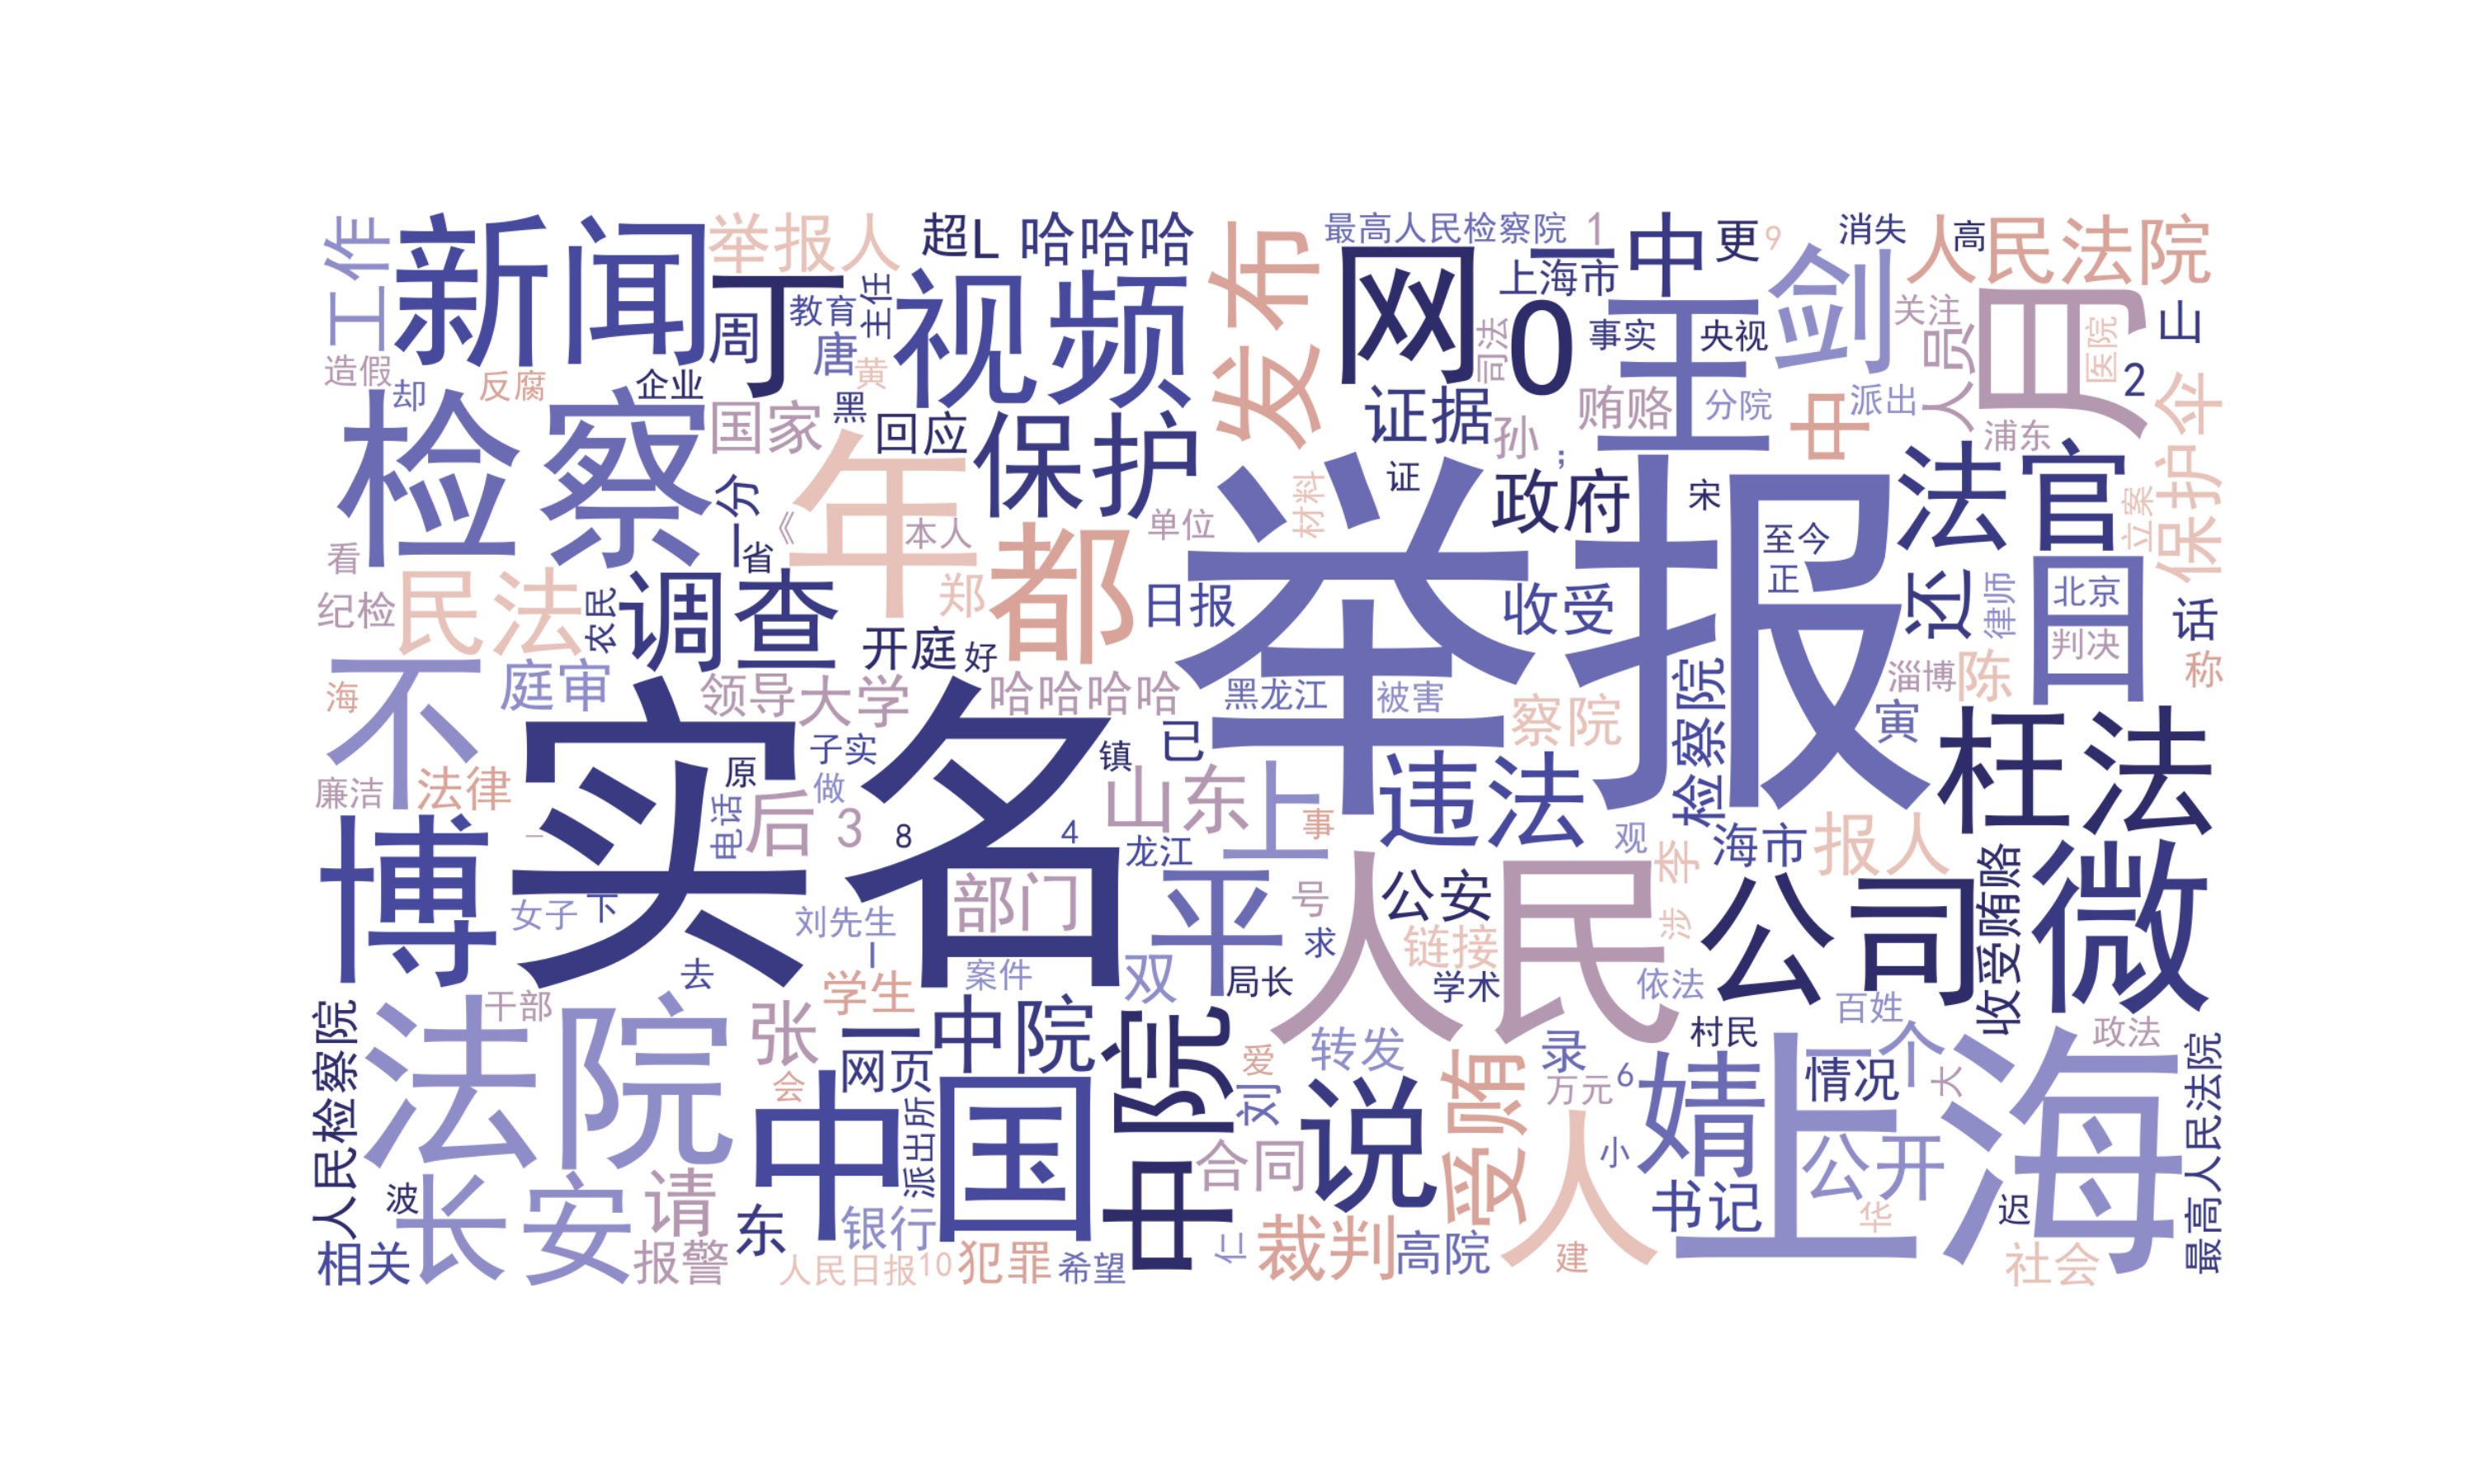 工作
新闻
举报人
超L
哈哈哈
发布
最高人民检察院
1
一中
更
9
消失
人民法院
高
网
上海市
剑
于
周
教育
主任
视频
0
王
事实
央视
关注
人员
医院
山
2
造假
却
反腐
企业
唐
黄
司法
黑
国家
回应
保护
证据
孙
贿赂
分院
中
派出
浦东
保护伞
检察
年
分
省
《
本人
单位
材料
证
；
政府
宋
法官
立案
举报
至今
正
还
律师
日
北京
判决
话
称
看
纪检
民法
农民
调查
郑
都
日报
收受
开庭
好
不
海
庭审
领导
大学
哈哈哈哈
黑龙江
被害
察院
检察院
淄博
陈
寅
枉法
实名
原
子实
镇
已
廉洁
法律
电话
后
做
3
8
4
山东
龙江
上
事
违法
观
海市
报人
博
一
女子
下
部门
刘先生
平
人民
号
求
公安
链接
涉
公司
微
收受贿赂
去
案件
学生
双
局长
学术
依法
百姓
干部
人民检察院
法院
张
网页
一中院
中院
会
爱
转发
录
村民
政法
中国
派出所
刘
说
受贿
万元
6
人
小
婧
情况
一个
上海
最高人民法院
公开
书记
华
迟
波
长安
请
合同
东
银行
相关
报警
人民日报
10
犯罪
希望
裁判
高院
建
社会